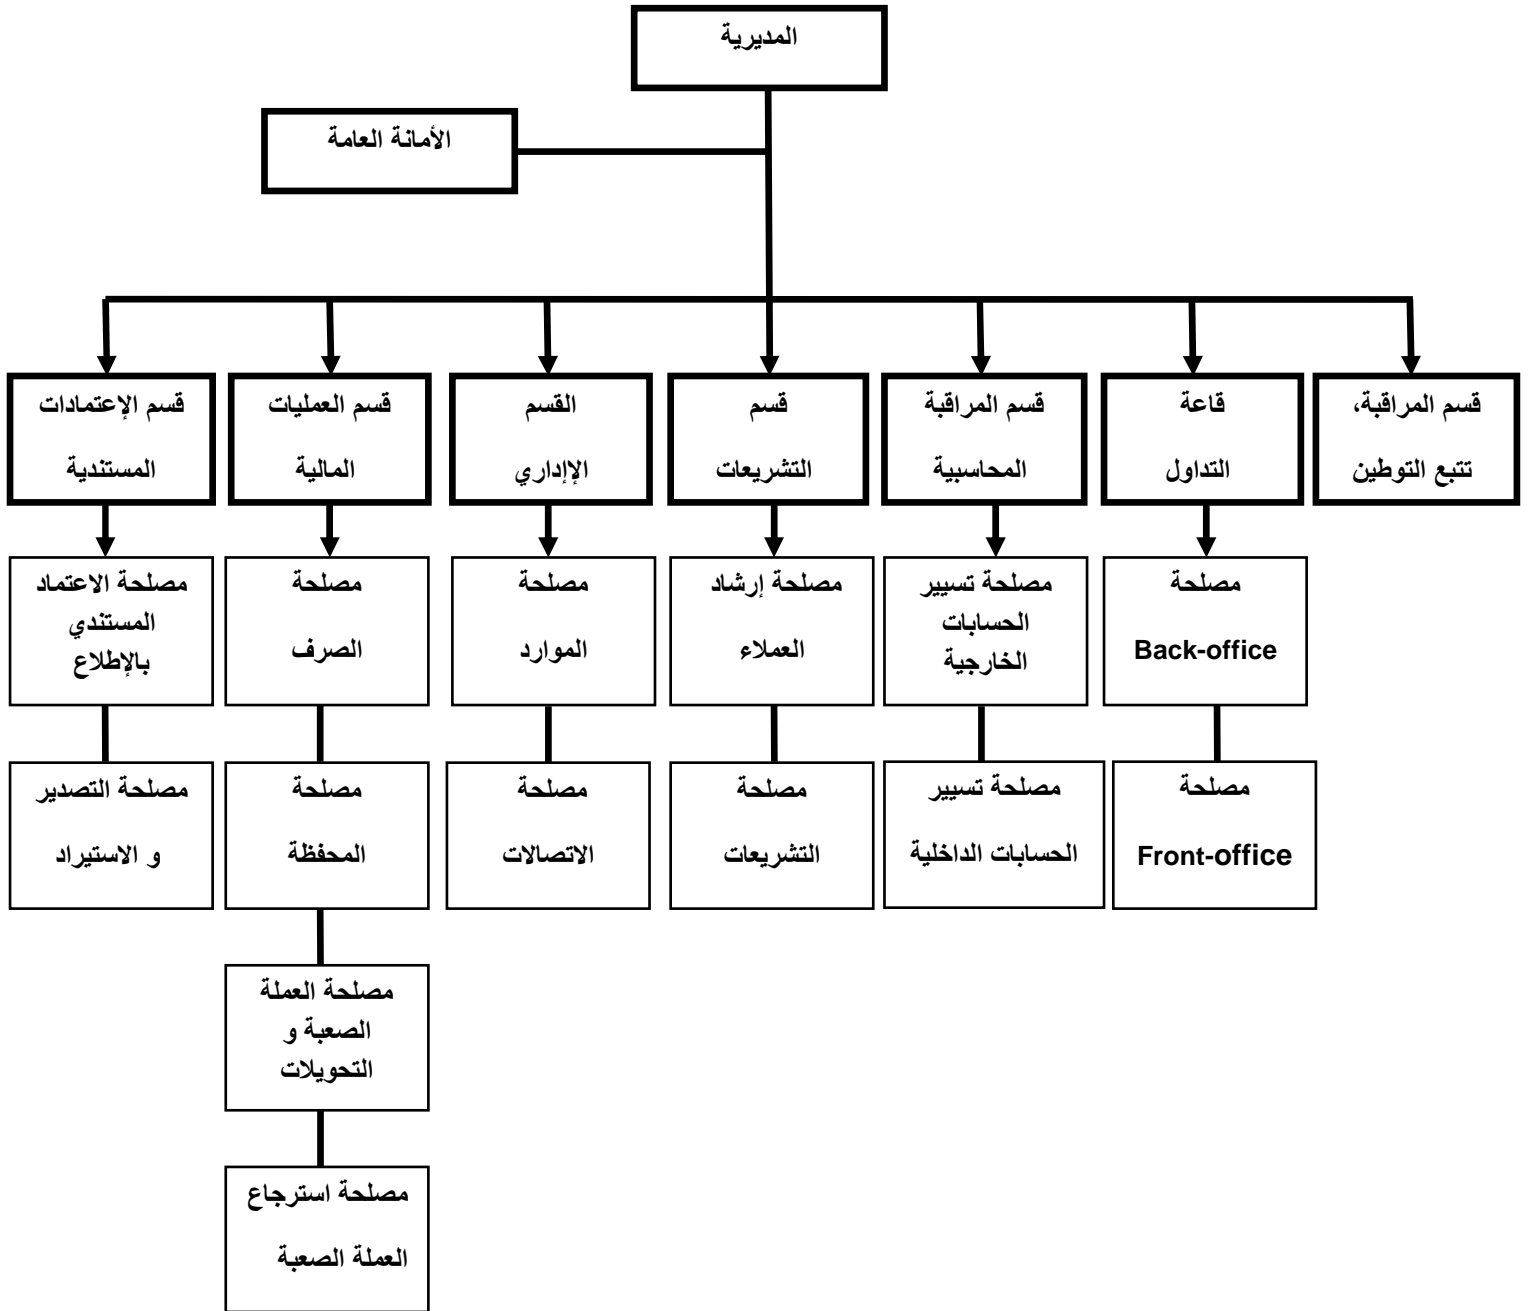 المديرية
الأمانة العامة
قسم المراقبة،
تتبع التوطين
قاعة
التداول
قسم المراقبة
المحاسبية
قسم
التشريعات
القسم
الإإداري
قسم العمليات
المالية
قسم الإعتمادات
المستندية
مصلحة
Back-office
مصلحة تسيير
الحسابات
الخارجية
مصلحة إرشاد
العملاء
مصلحة
الموارد
مصلحة
الصرف
مصلحة الاعتماد
المستندي
بالإطلاع
مصلحة
Front-office
مصلحة تسيير
الحسابات الداخلية
مصلحة
التشريعات
مصلحة
الاتصالات
مصلحة
المحفظة
مصلحة التصدير
و الاستيراد
مصلحة العملة
الصعبة و
التحويلات
مصلحة استرجاع
العملة الصعبة